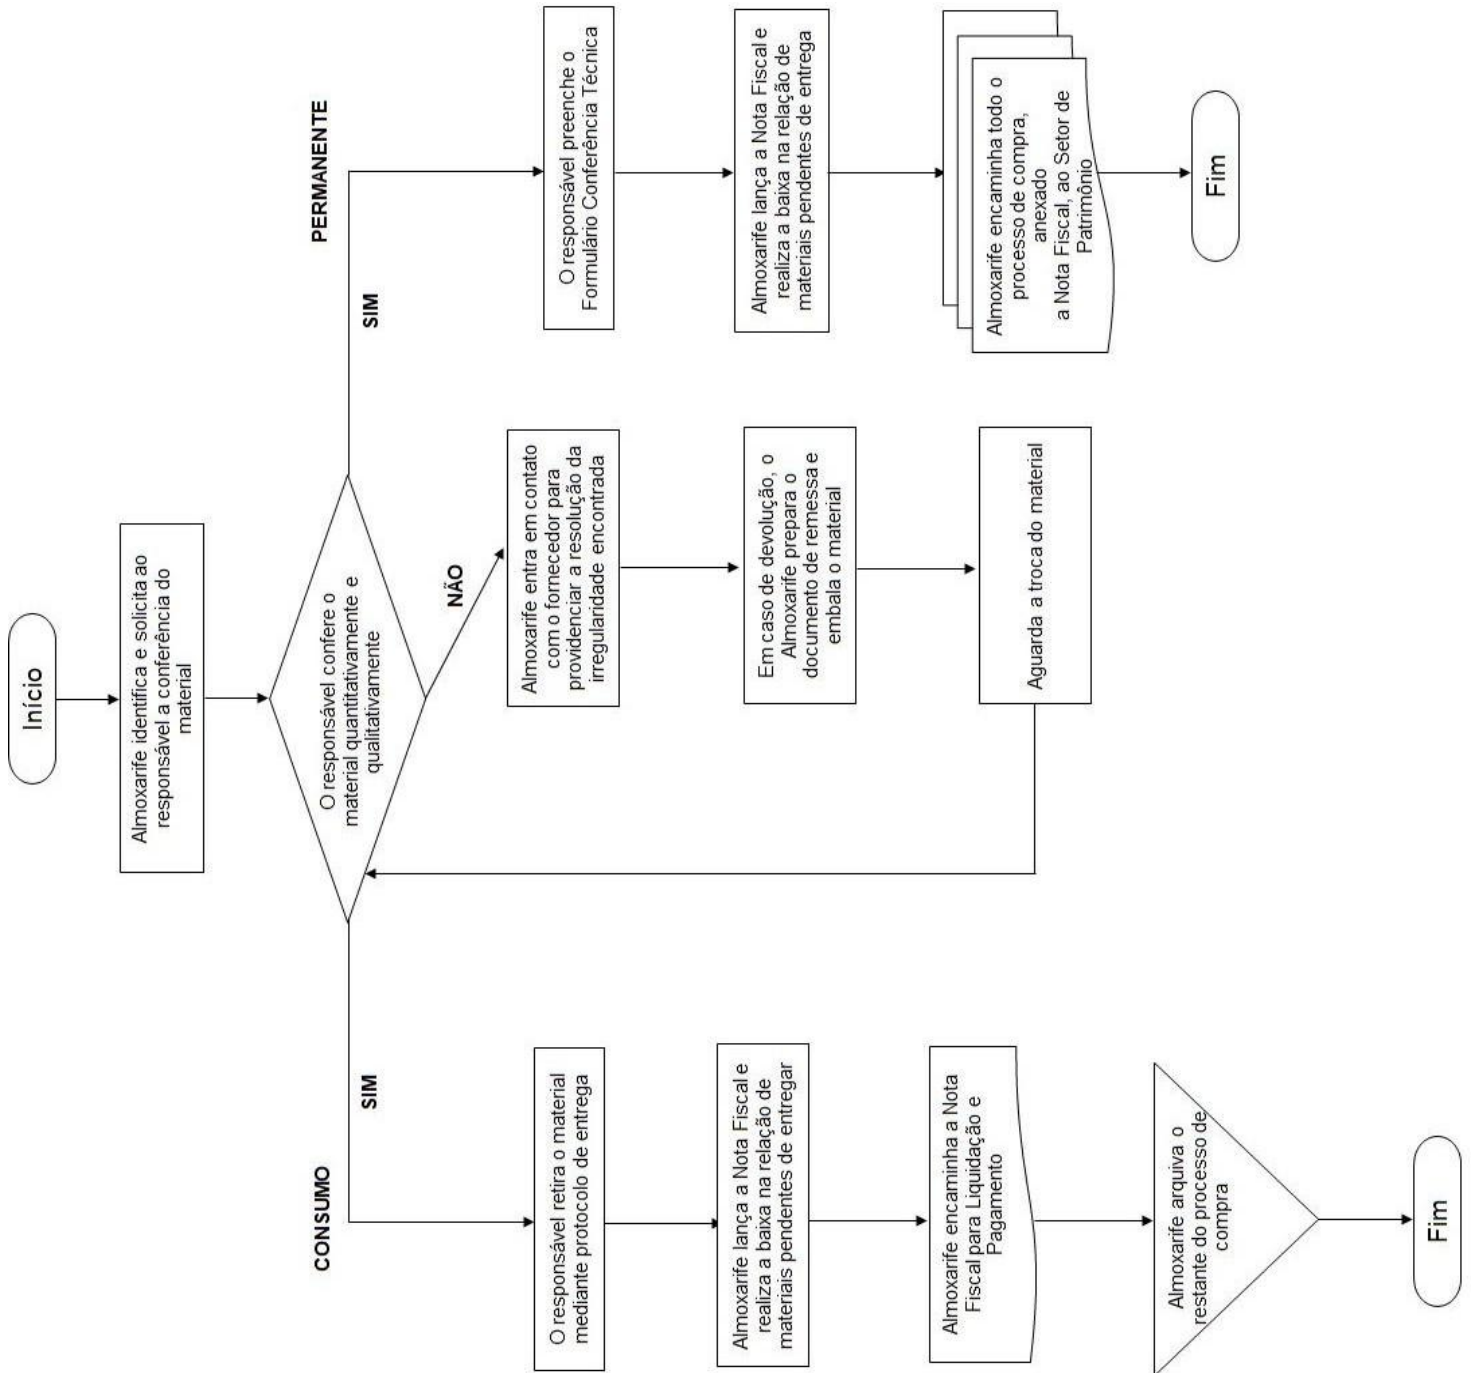 Início
Almoxarife identifica e solicita ao
responsável a conferência do
material
O responsável confere o
material quantitativamente e
qualitativamente
CONSUMO
SIM
O responsável retira o material
mediante protocolo de entrega
Almoxarife lança a Nota Fiscal e
realiza a baixa na relação de
materiais pendentes de entregar
Almoxarife encaminha a Nota
Fiscal para Liquidação e
Pagamento
Almoxarife arquiva o
restante do processo de
compra
Fim
NÃO
Almoxarife entra em contato
com o fornecedor para
providenciar a resolução da
irregularidade encontrada
Em caso de devolução, o
Almoxarife prepara o
documento de remessa e
embala o material
Aguarda a troca do material
PERMANENTE
SIM
O responsável preenche o
Formulário Conferência Técnica
Almoxarife lança a Nota Fiscal e
realiza a baixa na relação de
materiais pendentes de entrega
Almoxarife encaminha todo o
processo de compra,
anexado
a Nota Fiscal, ao Setor de
Patrimônio
Fim